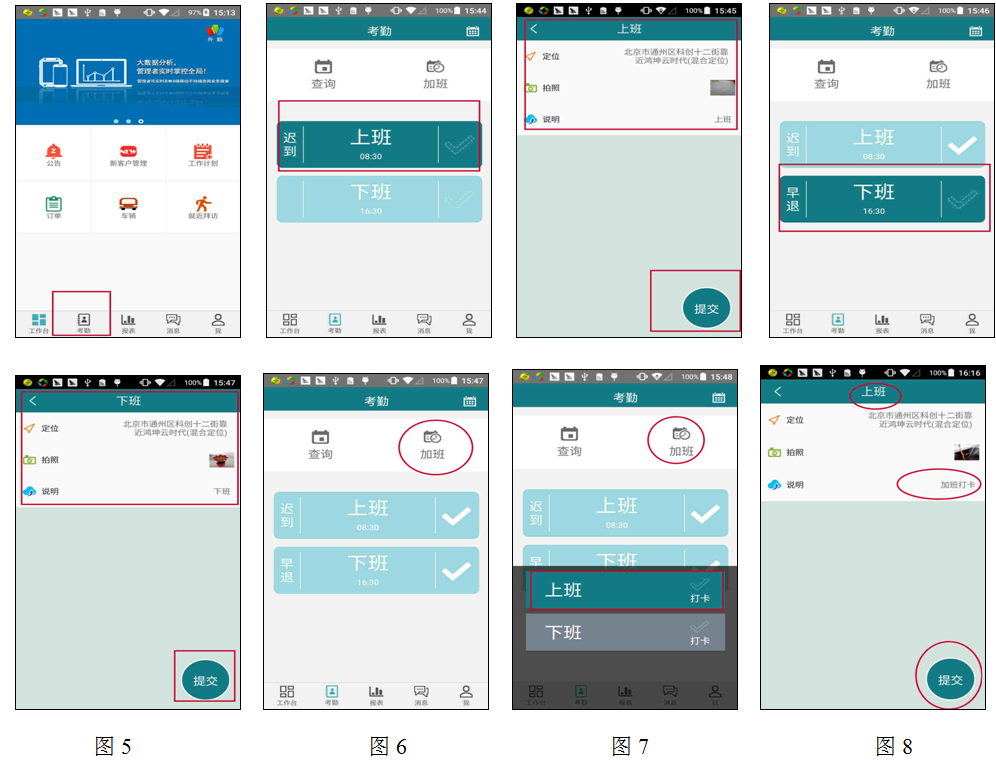 97% 15:13
外勤
大数据分析,
管理者实时掌控全局!
公告
新客户管理
工作计划
订单
车销
就近拜访
工作台
考勤
报表
消息
我
100% 15:44
考勤
查询
加班
迟到
上班
08:30
下班
16:30
工作台
考勤
报表
消息
我
100% 15:45
上班
定位
北京市通州区科创十二街靠
近鸿坤云时代(混合定位)
拍照
说明
上班
提交
100% 15:46
考勤
查询
加班
迟到
上班
08:30
早退
下班
16:30
工作台
考勤
报表
消息
我
100% 15:47
下班
定位
北京市通州区科创十二街靠
近鸿坤云时代(混合定位)
拍照
说明
下班
提交
100% 15:47
考勤
查询
加班
迟到
上班
08:30
早退
下班
16:30
工作台
考勤
报表
消息
我
100% 15:48
考勤
查询
加班
迟到
上班
08:30
早
下班
上班
打卡
下班
打卡
工作台
考勤
报表
消息
我
100% 16:16
上班
定位
北京市通州区科创十二街靠
近鸿坤云时代(混合定位)
拍照
说明
加班打卡
提交
图 5
图 6
图 7
图 8